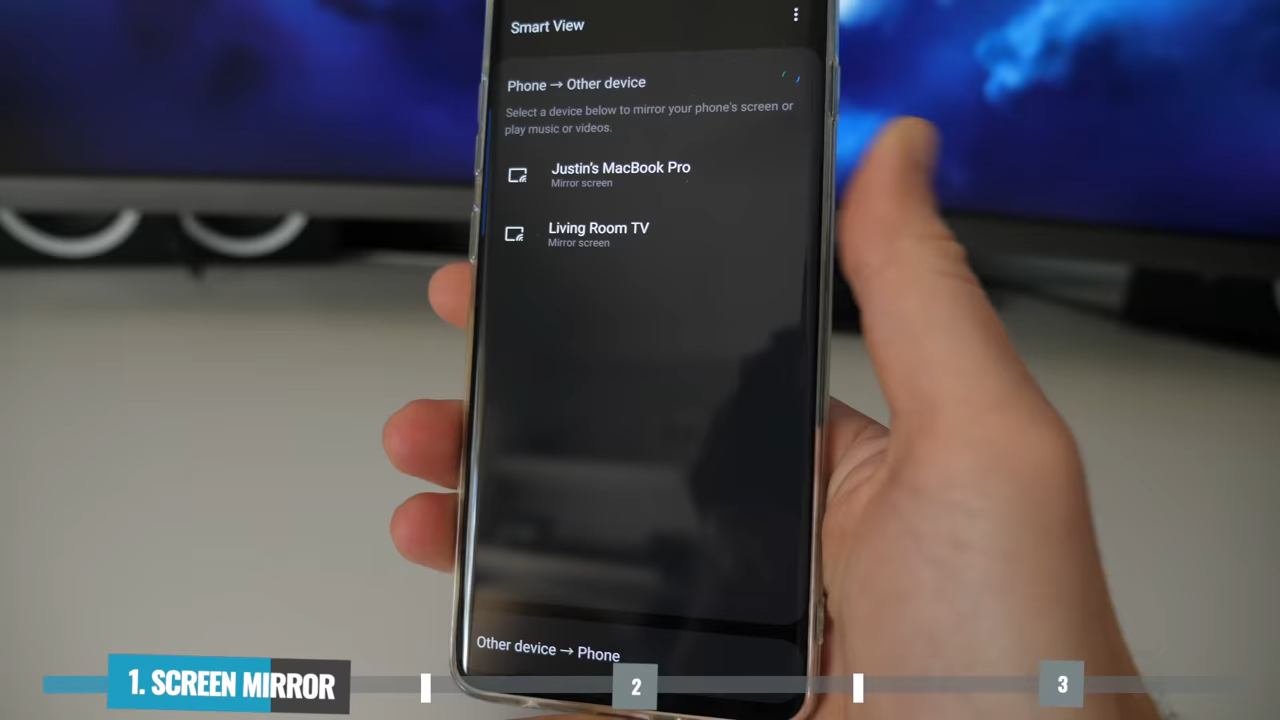 Smart View
Phone → Other device
Select a device below to mirror your phone's screen or
play music or videos.
Justin's MacBook Pro
Mirror screen
Living Room TV
Mirror screen
Other device → Phone
1. SCREEN MIRROR
2
3